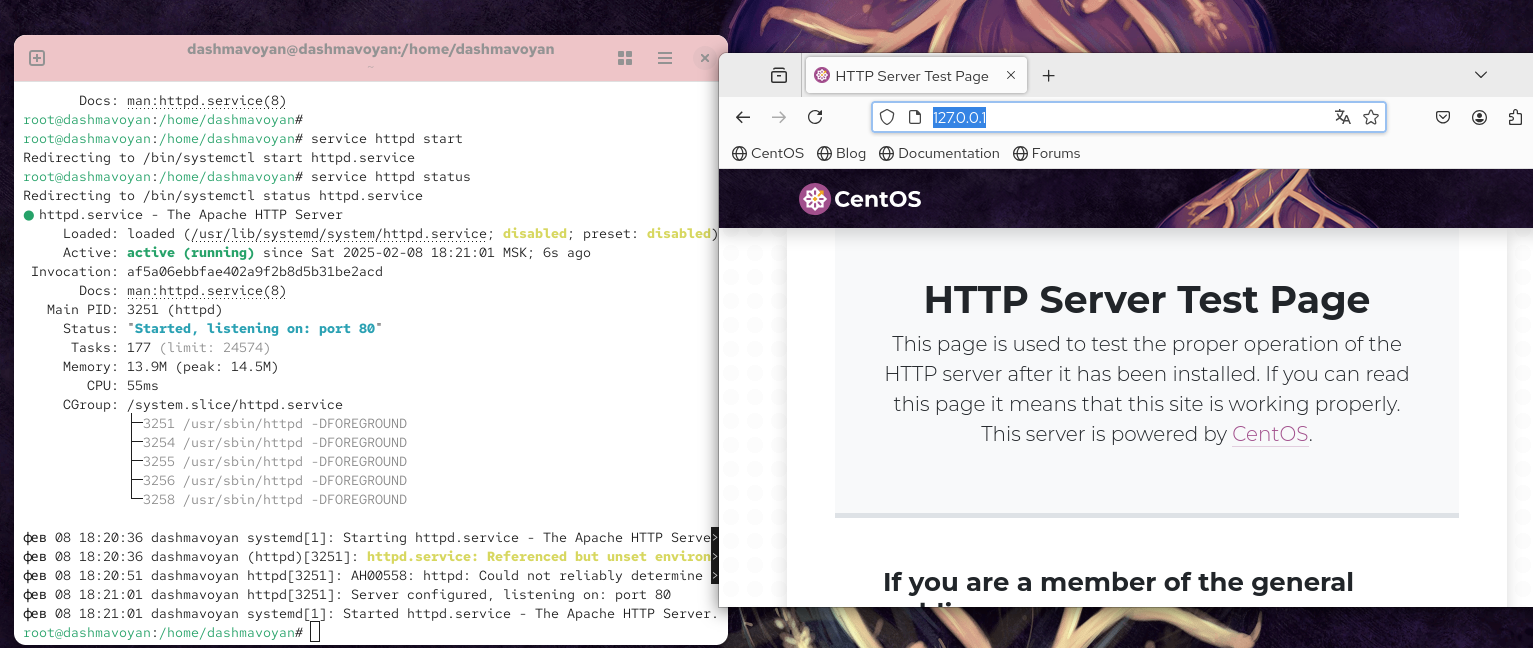 dashmavoyan@dashmavoyan:/home/dashmavoyan
~
Docs: man:httpd.service(8)
root@dashmavoyan:/home/dashmavoyan#
root@dashmavoyan:/home/dashmavoyan# service httpd start
Redirecting to /bin/systemctl start httpd.service
root@dashmavoyan:/home/dashmavoyan# service httpd status
Redirecting to /bin/systemctl status httpd.service
● httpd.service - The Apache HTTP Server
Loaded: loaded (/usr/lib/systemd/system/httpd.service; disabled; preset: disabled)
Active: active (running) since Sat 2025-02-08 18:21:01 MSK; 6s ago
Invocation: af5a06ebbfae402a9f2b8d5b31be2acd
Docs: man:httpd.service(8)
Main PID: 3251 (httpd)
Status: "Started, listening on: port 80"
Tasks: 177 (limit: 24574)
Memory: 13.9M (peak: 14.5M)
CPU: 55ms
CGroup: /system.slice/httpd.service
├─3251 /usr/sbin/httpd -DFOREGROUND
├─3254 /usr/sbin/httpd -DFOREGROUND
├─3255 /usr/sbin/httpd -DFOREGROUND
├─3256 /usr/sbin/httpd -DFOREGROUND
└─3258 /usr/sbin/httpd -DFOREGROUND
фев 08 18:20:36 dashmavoyan systemd[1]: Starting httpd.service - The Apache HTTP Serve>
фев 08 18:20:36 dashmavoyan (httpd)[3251]: httpd.service: Referenced but unset environ>
фев 08 18:20:51 dashmavoyan httpd[3251]: AH00558: httpd: Could not reliably determine >
фев 08 18:21:01 dashmavoyan httpd[3251]: Server configured, listening on: port 80
фев 08 18:21:01 dashmavoyan systemd[1]: Started httpd.service - The Apache HTTP Server.
root@dashmavoyan:/home/dashmavoyan#
HTTP Server Test Page
127.0.0.1
CentOS Blog Documentation Forums
CentOS
HTTP Server Test Page
This page is used to test the proper operation of the
HTTP server after it has been installed. If you can read
this page it means that this site is working properly.
This server is powered by CentOS.
If you are a member of the general